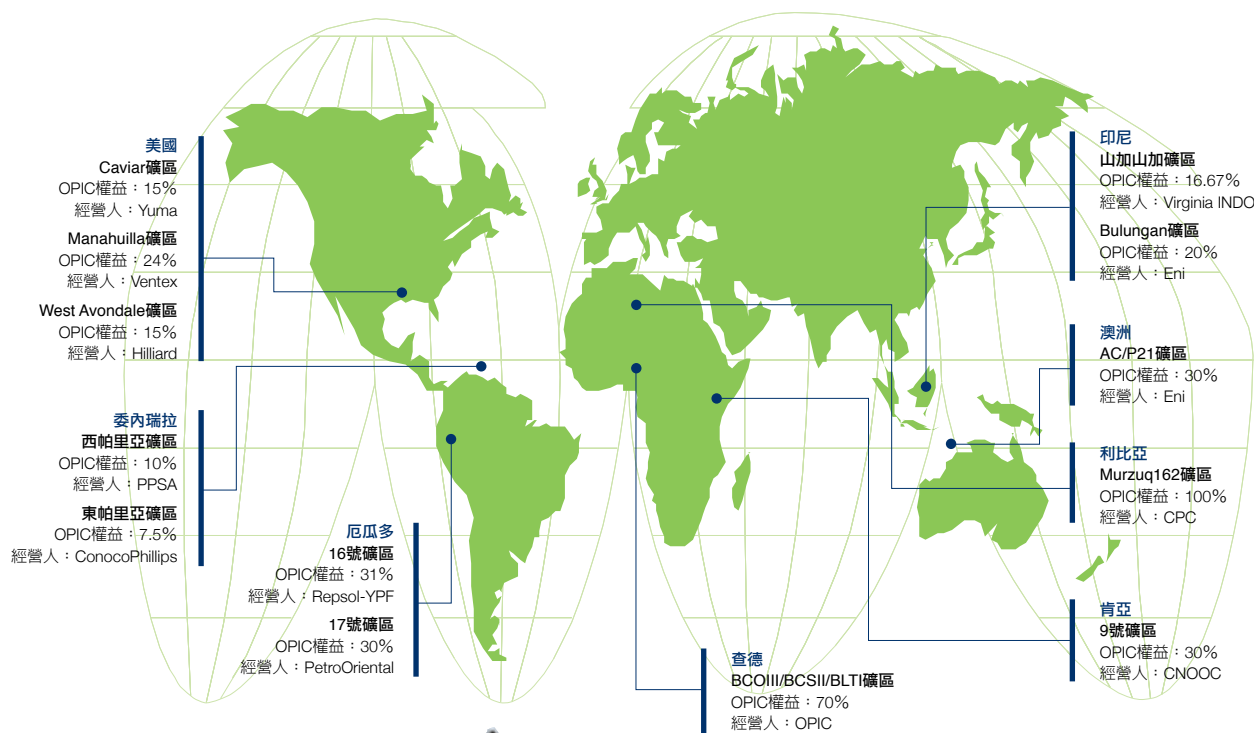 美國
Caviar礦區
OPIC權益：15%
經營人：Yuma
Manahuilla礦區
OPIC權益：24%
經營人：Ventex
West Avondale礦區
OPIC權益：15%
經營人：Hilliard
委內瑞拉
西帕里亞礦區
OPIC權益：10%
經營人：PPSA
東帕里亞礦區
OPIC權益：7.5%
經營人：ConocoPhillips
厄瓜多
16號礦區
OPIC權益：31%
經營人：Repsol-YPF
17號礦區
OPIC權益：30%
經營人：PetroOriental
查德
BCOIII/BCSII/BLTI礦區
OPIC權益：70%
經營人：OPIC
印尼
山加山加礦區
OPIC權益：16.67%
經營人：Virginia INDO
Bulungan礦區
OPIC權益：20%
經營人：Eni
澳洲
AC/P21礦區
OPIC權益：30%
經營人：Eni
利比亞
Murzuq162礦區
OPIC權益：100%
經營人：CPC
肯亞
9號礦區
OPIC權益：30%
經營人：CNOOC